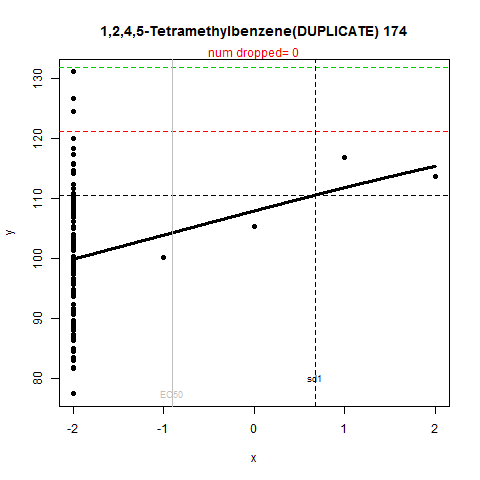 1,2,4,5-Tetramethylbenzene(DUPLICATE) 174
num dropped= 0
130
120
110
100
90
80
y
sd1
EC50
-2 -1 0 1 2
x